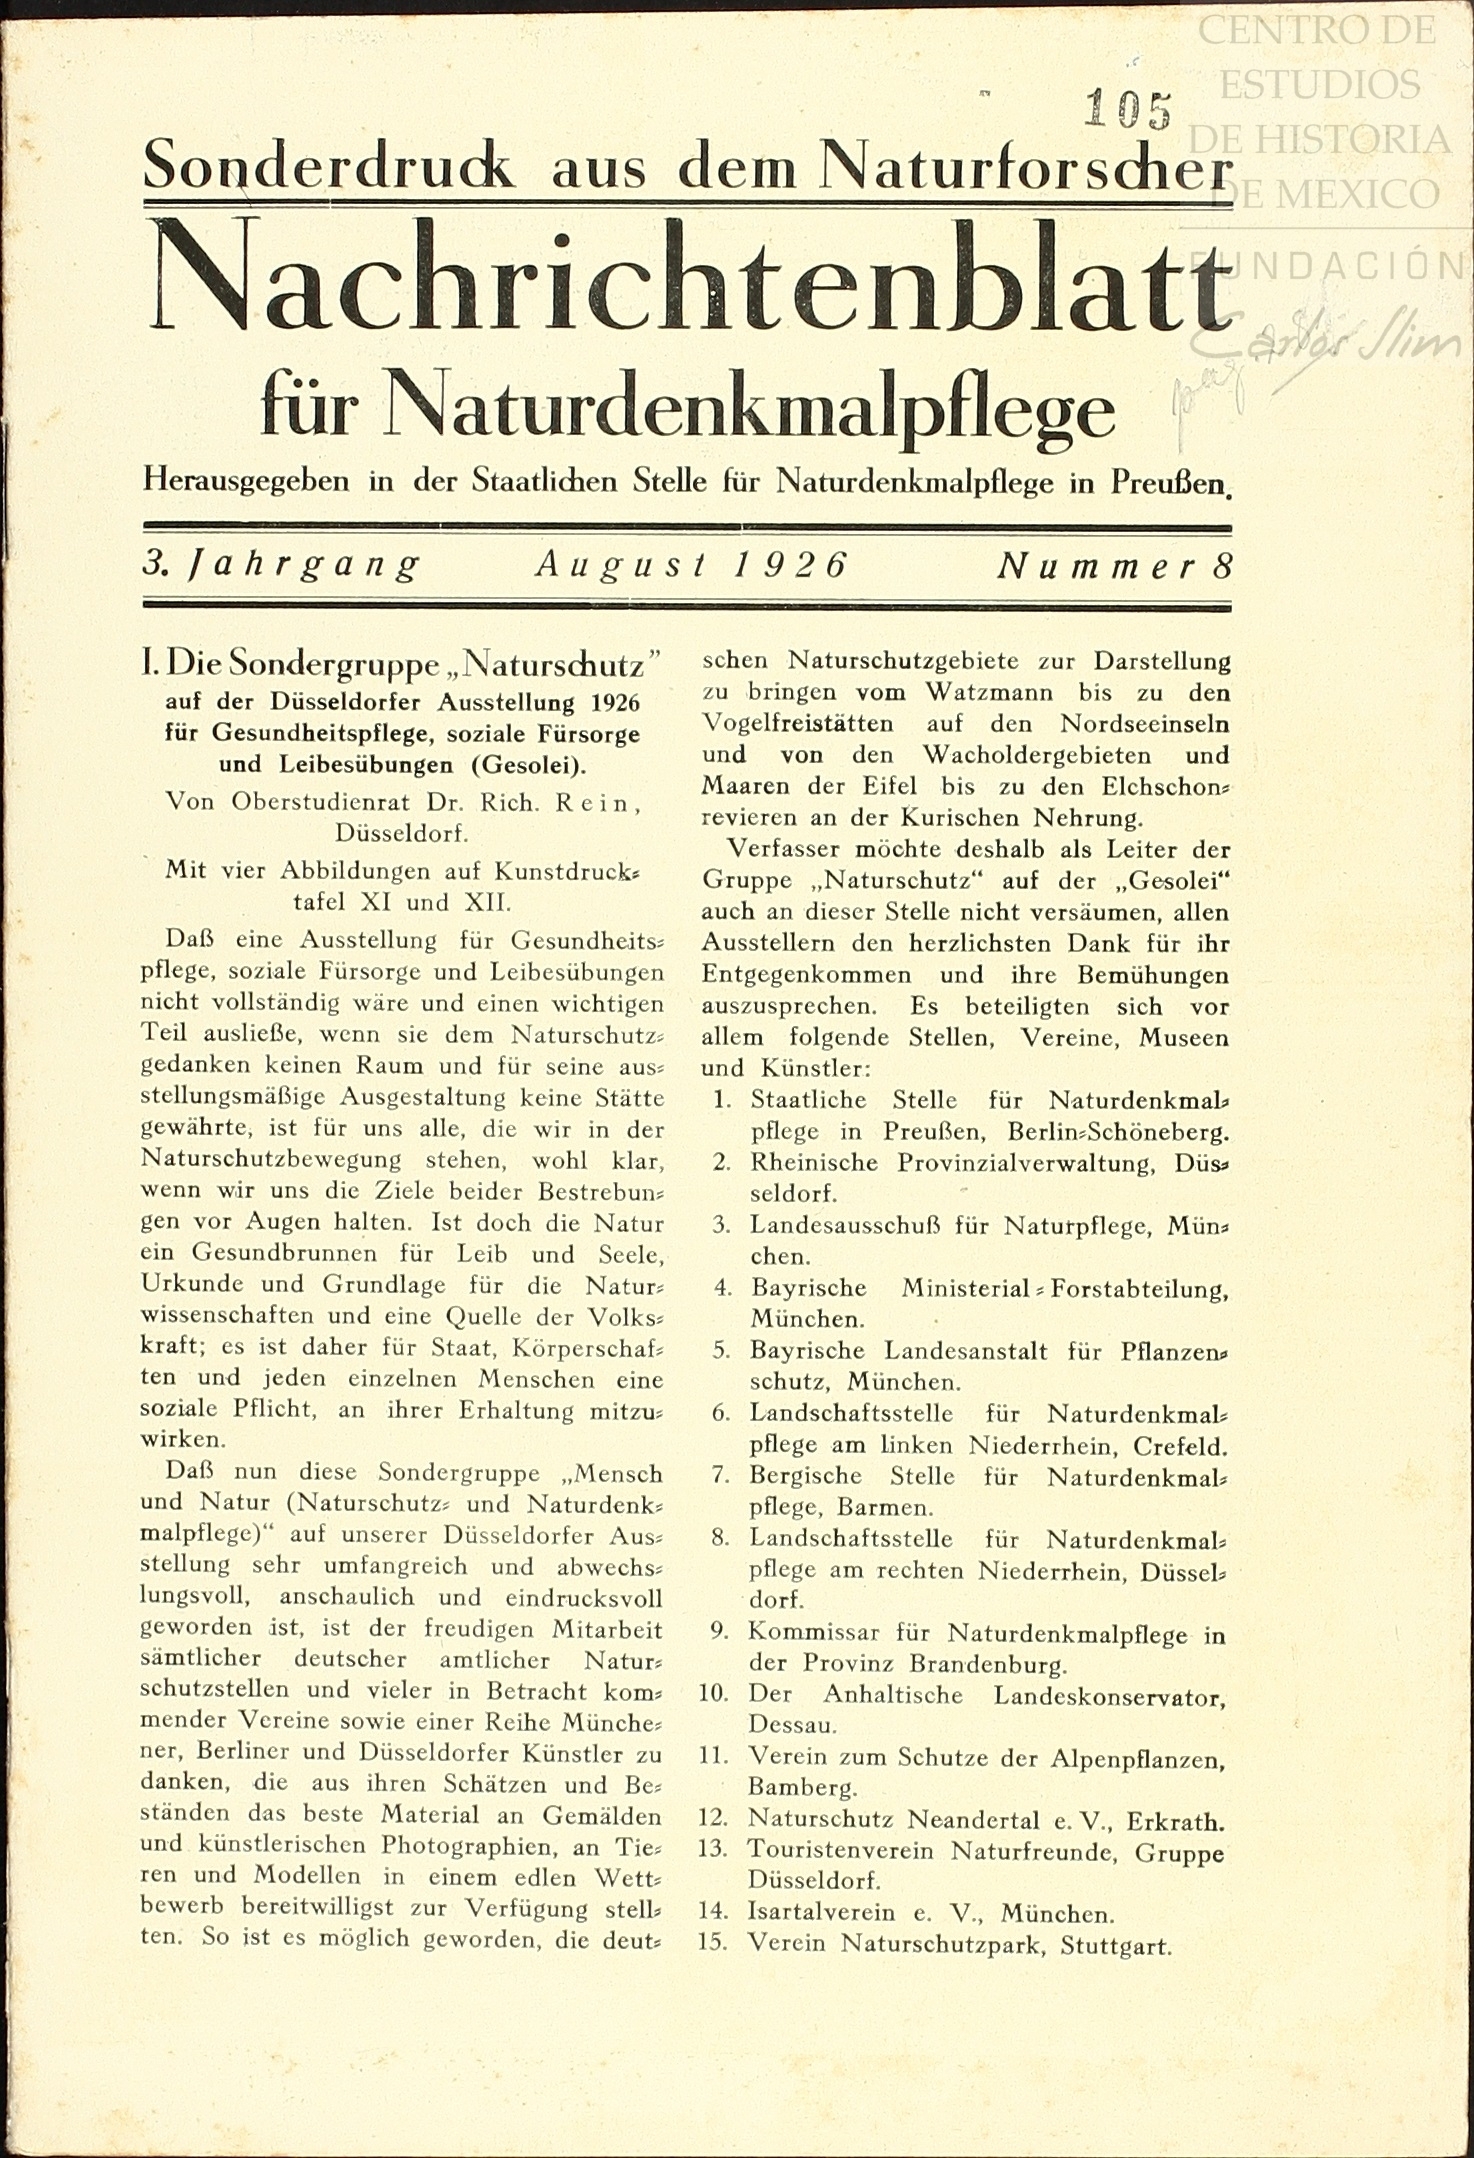 CENTRO DE
ESTUDIOS
DE HISTORIA
DE MEXICO
FUNDACIÓN
Carlos Slim
105
Sonderdruck aus dem Naturforscher
Nachrichtenblatt
für Naturdenkmalpflege
Herausgegeben in der Staatlichen Stelle für Naturdenkmalpflege in Preußen.
3. Jahrgang August 1926 Nummer 8
I. Die Sondergruppe „Naturschutz”
auf der Düsseldorfer Ausstellung 1926
für Gesundheitspflege, soziale Fürsorge
und Leibesübungen (Gesolei).
Von Oberstudienrat Dr. Rich. Rein,
Düsseldorf.
Mit vier Abbildungen auf Kunstdruck⸗
tafel XI und XII.
Daß eine Ausstellung für Gesundheits⸗
pflege, soziale Fürsorge und Leibesübungen
nicht vollständig wäre und einen wichtigen
Teil ausließe, wenn sie dem Naturschutz⸗
gedanken keinen Raum und für seine aus⸗
stellungsmäßige Ausgestaltung keine Stätte
gewährte, ist für uns alle, die wir in der
Naturschutzbewegung stehen, wohl klar,
wenn wir uns die Ziele beider Bestrebun⸗
gen vor Augen halten. Ist doch die Natur
ein Gesundbrunnen für Leib und Seele,
Urkunde und Grundlage für die Natur⸗
wissenschaften und eine Quelle der Volks⸗
kraft; es ist daher für Staat, Körperschaf⸗
ten und jeden einzelnen Menschen eine
soziale Pflicht, an ihrer Erhaltung mitzu⸗
wirken.
Daß nun diese Sondergruppe „Mensch
und Natur (Naturschutz⸗ und Naturdenk⸗
malpflege)“ auf unserer Düsseldorfer Aus⸗
stellung sehr umfangreich und abwechs⸗
lungsvoll, anschaulich und eindrucksvoll
geworden ist, ist der freudigen Mitarbeit
sämtlicher deutscher amtlicher Natur⸗
schutzstellen und vieler in Betracht kom⸗
mender Vereine sowie einer Reihe Münche⸗
ner, Berliner und Düsseldorfer Künstler zu
danken, die aus ihren Schätzen und Be⸗
ständen das beste Material an Gemälden
und künstlerischen Photographien, an Tie⸗
ren und Modellen in einem edlen Wett⸗
bewerb bereitwilligst zur Verfügung stell⸗
ten. So ist es möglich geworden, die deut⸗
schen Naturschutzgebiete zur Darstellung
zu bringen vom Watzmann bis zu den
Vogelfreistätten auf den Nordseeinseln
und von den Wacholdergebieten und
Maaren der Eifel bis zu den Elchschon⸗
revieren an der Kurischen Nehrung.
Verfasser möchte deshalb als Leiter der
Gruppe „Naturschutz“ auf der „Gesolei“
auch an dieser Stelle nicht versäumen, allen
Ausstellern den herzlichsten Dank für ihr
Entgegenkommen und ihre Bemühungen
auszusprechen. Es beteiligten sich vor
allem folgende Stellen, Vereine, Museen
und Künstler:
1. Staatliche Stelle für Naturdenkmal⸗
pflege in Preußen, Berlin⸗Schöneberg.
2. Rheinische Provinzialverwaltung, Düs⸗
seldorf.
3. Landesausschuß für Naturpflege, Mün⸗
chen.
4. Bayrische Ministerial⸗Forstabteilung,
München.
5. Bayrische Landesanstalt für Pflanzen⸗
schutz, München.
6. Landschaftsstelle für Naturdenkmal⸗
pflege am linken Niederrhein, Crefeld.
7. Bergische Stelle für Naturdenkmal⸗
pflege, Barmen.
8. Landschaftsstelle für Naturdenkmal⸗
pflege am rechten Niederrhein, Düssel⸗
dorf.
9. Kommissar für Naturdenkmalpflege in
der Provinz Brandenburg.
10. Der Anhaltische Landeskonservator,
Dessau.
11. Verein zum Schutze der Alpenpflanzen,
Bamberg.
12. Naturschutz Neandertal e. V., Erkrath.
13. Touristenverein Naturfreunde, Gruppe
Düsseldorf.
14. Isartalverein e. V., München.
15. Verein Naturschutzpark, Stuttgart.